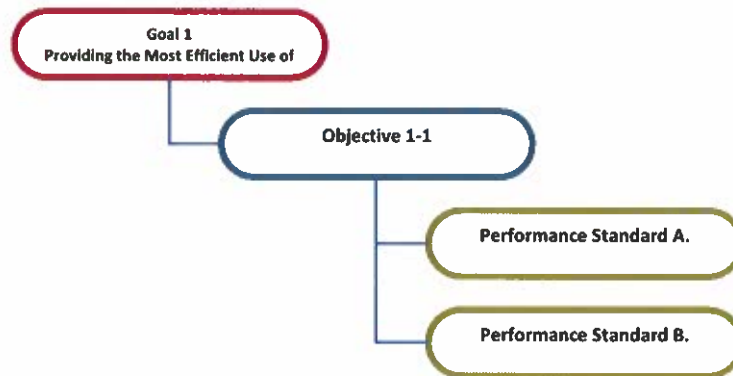 Goal 1
Providing the Most Efficient Use of
Objective 1-1
Performance Standard A.
Performance Standard B.